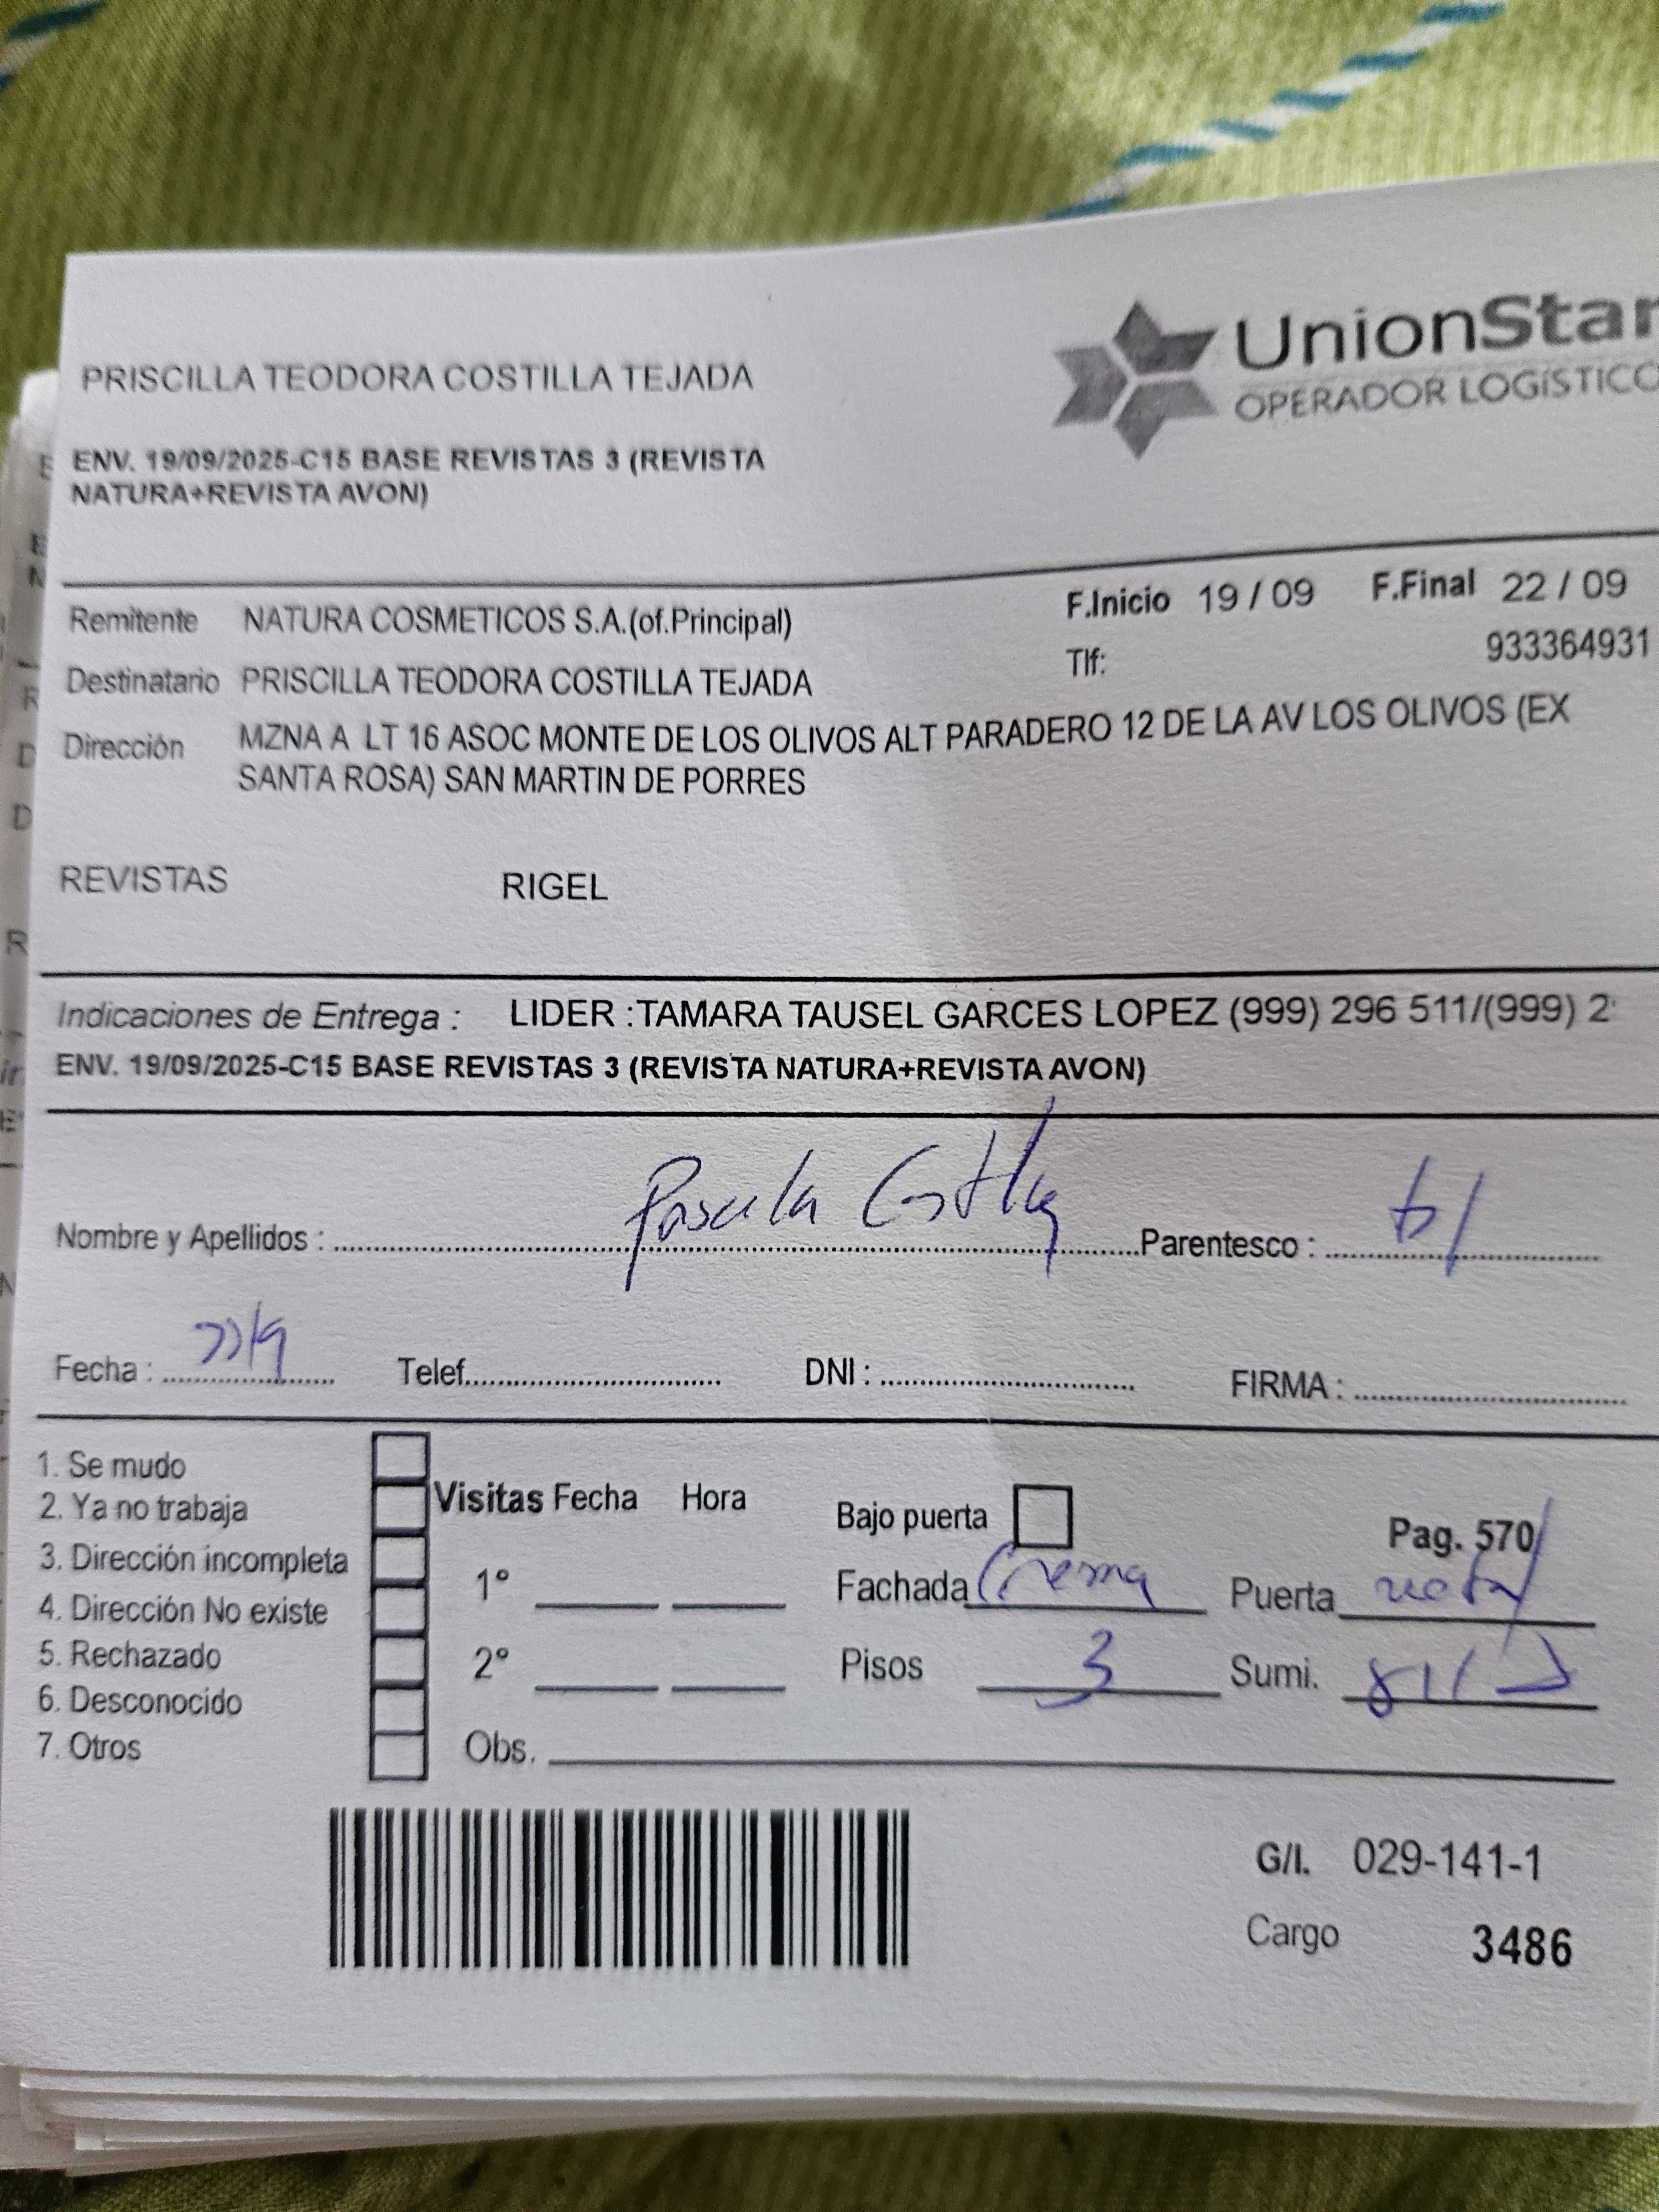 UnionStar
OPERADOR LOGÍSTICO
PRISCILLA TEODORA COSTILLA TEJADA
ENV. 19/09/2025-C15 BASE REVISTAS 3 (REVISTA
NATURA+REVISTA AVON)
Remitente NATURA COSMETICOS S.A.(of.Principal) F.Inicio 19 / 09 F.Final 22 / 09
Destinatario PRISCILLA TEODORA COSTILLA TEJADA Tlf: 933364931
Dirección MZNA A LT 16 ASOC MONTE DE LOS OLIVOS ALT PARADERO 12 DE LA AV LOS OLIVOS (EX
SANTA ROSA) SAN MARTIN DE PORRES
REVISTAS RIGEL
Indicaciones de Entrega : LIDER :TAMARA TAUSEL GARCES LOPEZ (999) 296 511/(999) 2
ENV. 19/09/2025-C15 BASE REVISTAS 3 (REVISTA NATURA+REVISTA AVON)
Nombre y Apellidos : Costilla Parentesco :
Fecha : Telef. DNI : FIRMA :
1. Se mudo
2. Ya no trabaja
3. Dirección incompleta
4. Dirección No existe
5. Rechazado
6. Desconocido
7. Otros
Visitas Fecha Hora
1°
2°
Obs.
Bajo puerta Pag. 570
Fachada Crema Puerta
Pisos 3 Sumi.
G/I. 029-141-1
Cargo 3486